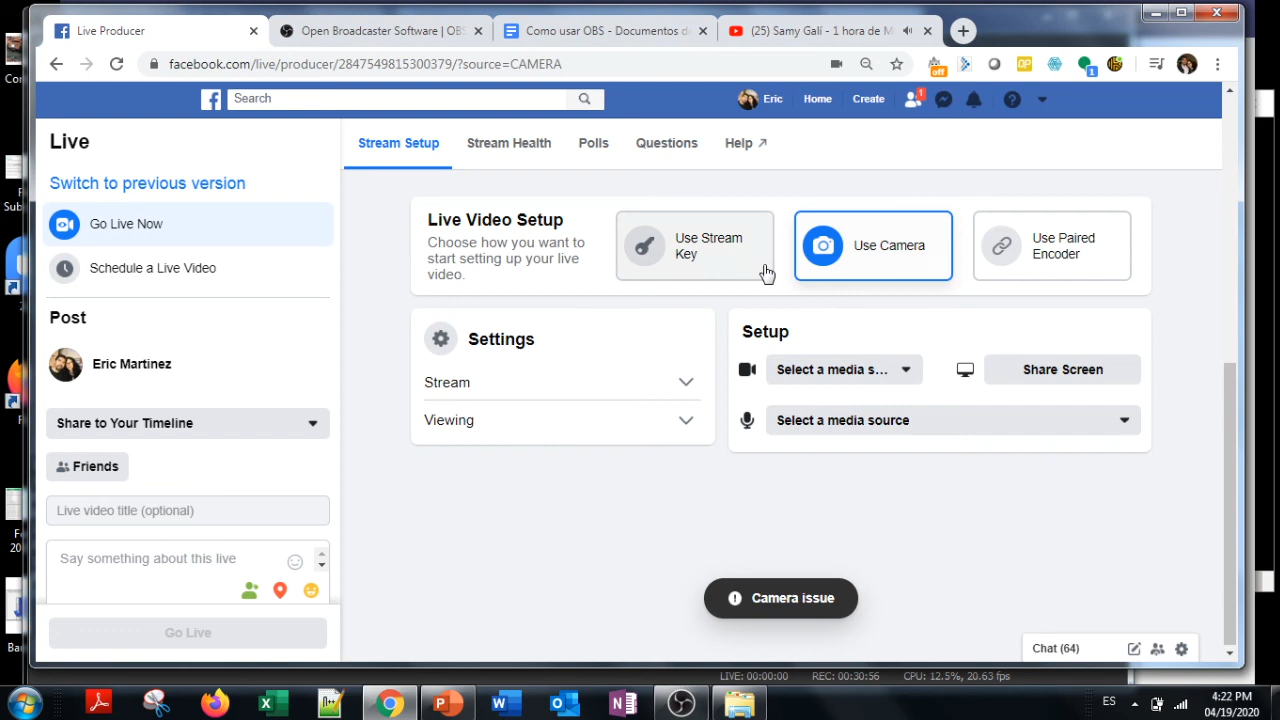 Live Producer
Open Broadcaster Software | OBS
Como usar OBS - Documentos de
(25) Samy Galí - 1 hora de M
facebook.com/live/producer/2847549815300379/?source=CAMERA
off
OP
1
Search
Eric
Home
Create
1
Live
Switch to previous version
Go Live Now
Schedule a Live Video
Post
Eric Martinez
Share to Your Timeline
Friends
Live video title (optional)
Say something about this live
Go Live
Stream Setup
Stream Health
Polls
Questions
Help
Live Video Setup
Choose how you want to
start setting up your live
video.
Use Stream
Key
Use Camera
Use Paired
Encoder
Settings
Stream
Viewing
Setup
Select a media s...
Share Screen
Select a media source
Camera issue
Chat (64)
LIVE: 00:00:00
REC: 00:30:56
CPU: 12.5%, 20.63 fps
ES
4:22 PM
04/19/2020